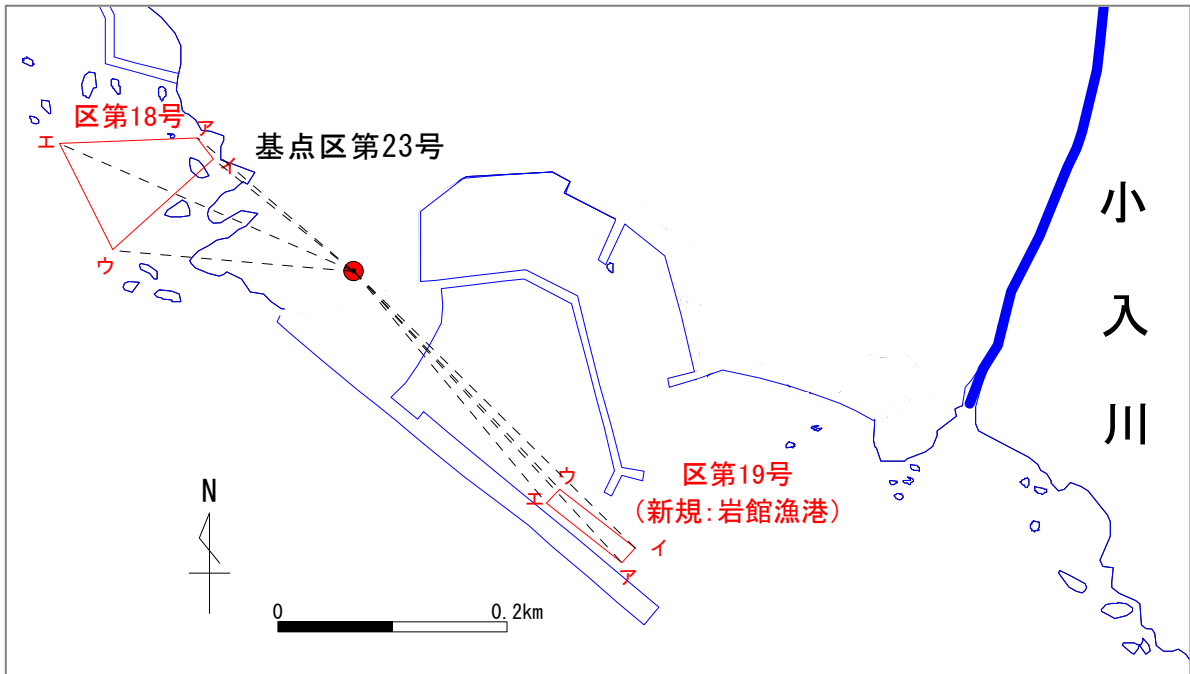 区第18号
ア
イ
ウ
エ
基点区第23号
小入川
区第19号
(新規:岩館漁港)
ウ
エ
イ
ア
N
0
0.2km